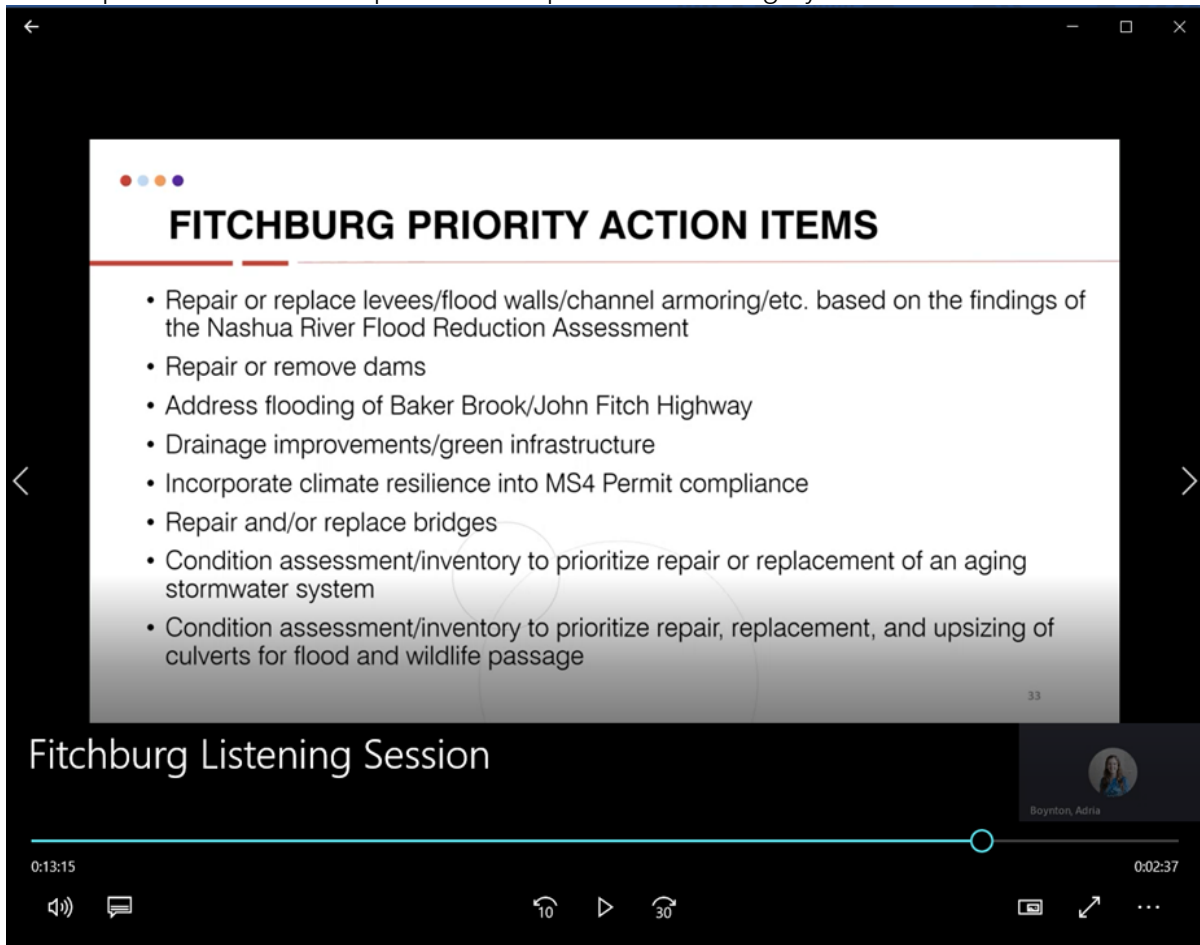 FITCHBURG PRIORITY ACTION ITEMS
• Repair or replace levees/flood walls/channel armoring/etc. based on the findings of
the Nashua River Flood Reduction Assessment
• Repair or remove dams
• Address flooding of Baker Brook/John Fitch Highway
• Drainage improvements/green infrastructure
• Incorporate climate resilience into MS4 Permit compliance
• Repair and/or replace bridges
• Condition assessment/inventory to prioritize repair or replacement of an aging
stormwater system
• Condition assessment/inventory to prioritize repair, replacement, and upsizing of
culverts for flood and wildlife passage
33
Fitchburg Listening Session
Boynton, Adria
0:13:15
0:02:37
10
30